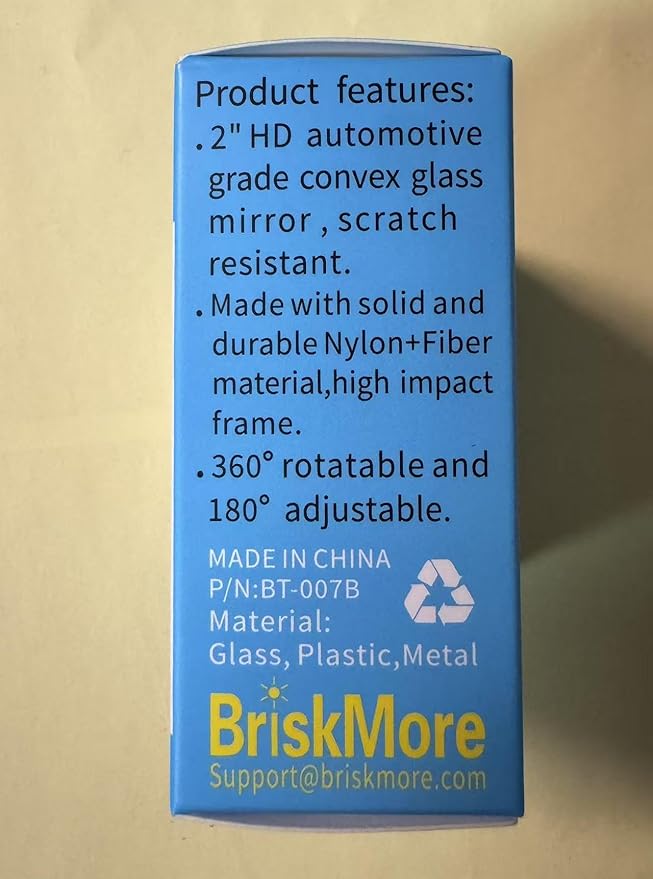 Product features:
. 2" HD automotive
grade convex glass
mirror , scratch
resistant.
. Made with solid and
durable Nylon+Fiber
material,high impact
frame.
. 360° rotatable and
180° adjustable.
MADE IN CHINA
P/N:BT-007B
Material:
Glass, Plastic,Metal
BriskMore
Support@briskmore.com